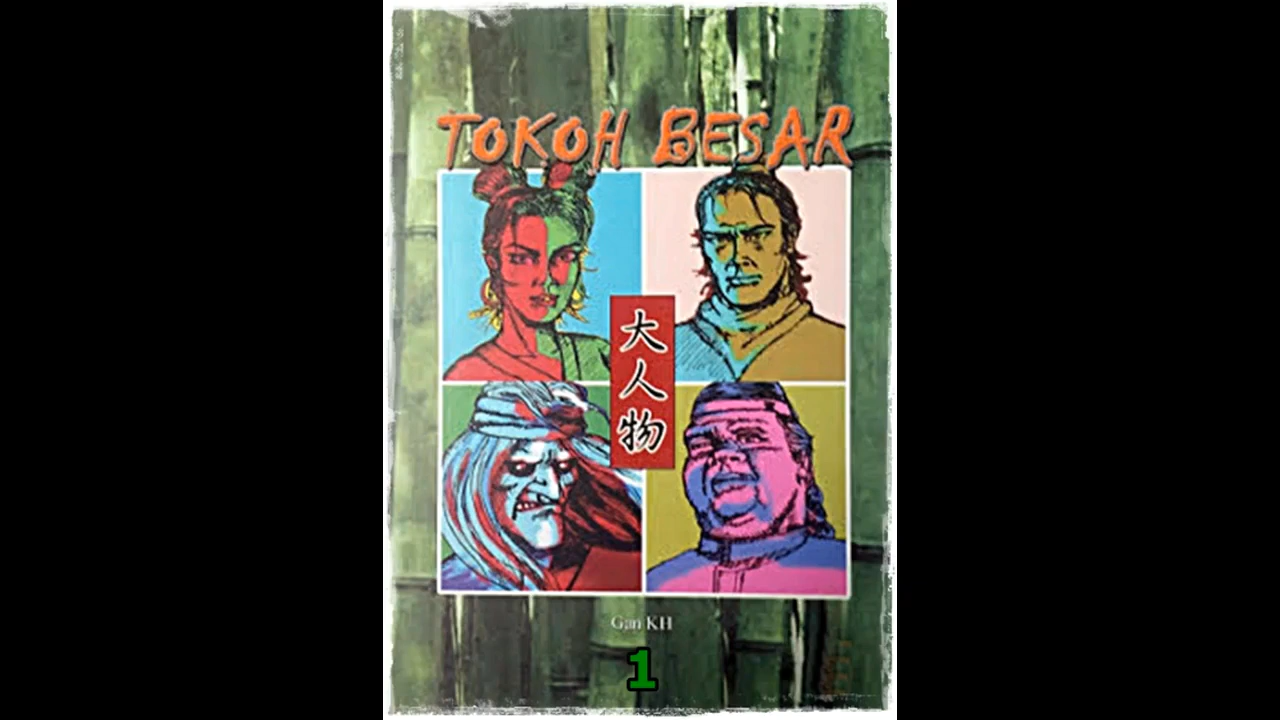 TOKOH BESAR
大
人
物
Gan KH
1